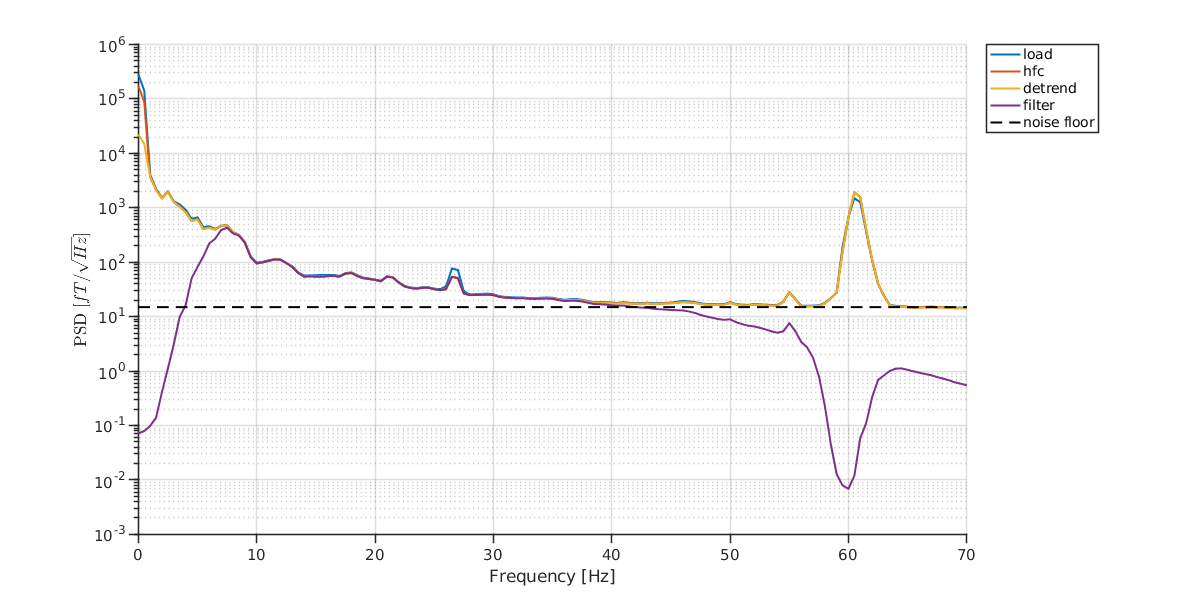 10^6
10^5
10^4
10^3
10^2
10^1
10^0
10^-1
10^-2
10^-3
PSD [fT/√Hz]
0 10 20 30 40 50 60 70
Frequency [Hz]
load
hfc
detrend
filter
noise floor